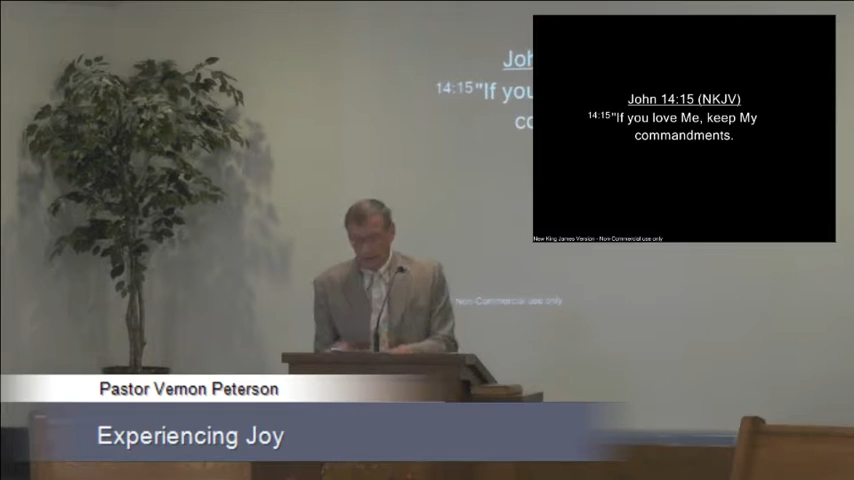 Joh
14:15"If you
co
John 14:15 (NKJV)
14:15"If you love Me, keep My
commandments.
New King James Version - Non-Commercial use only
Non-Commercial use only
Pastor Vernon Peterson
Experiencing Joy